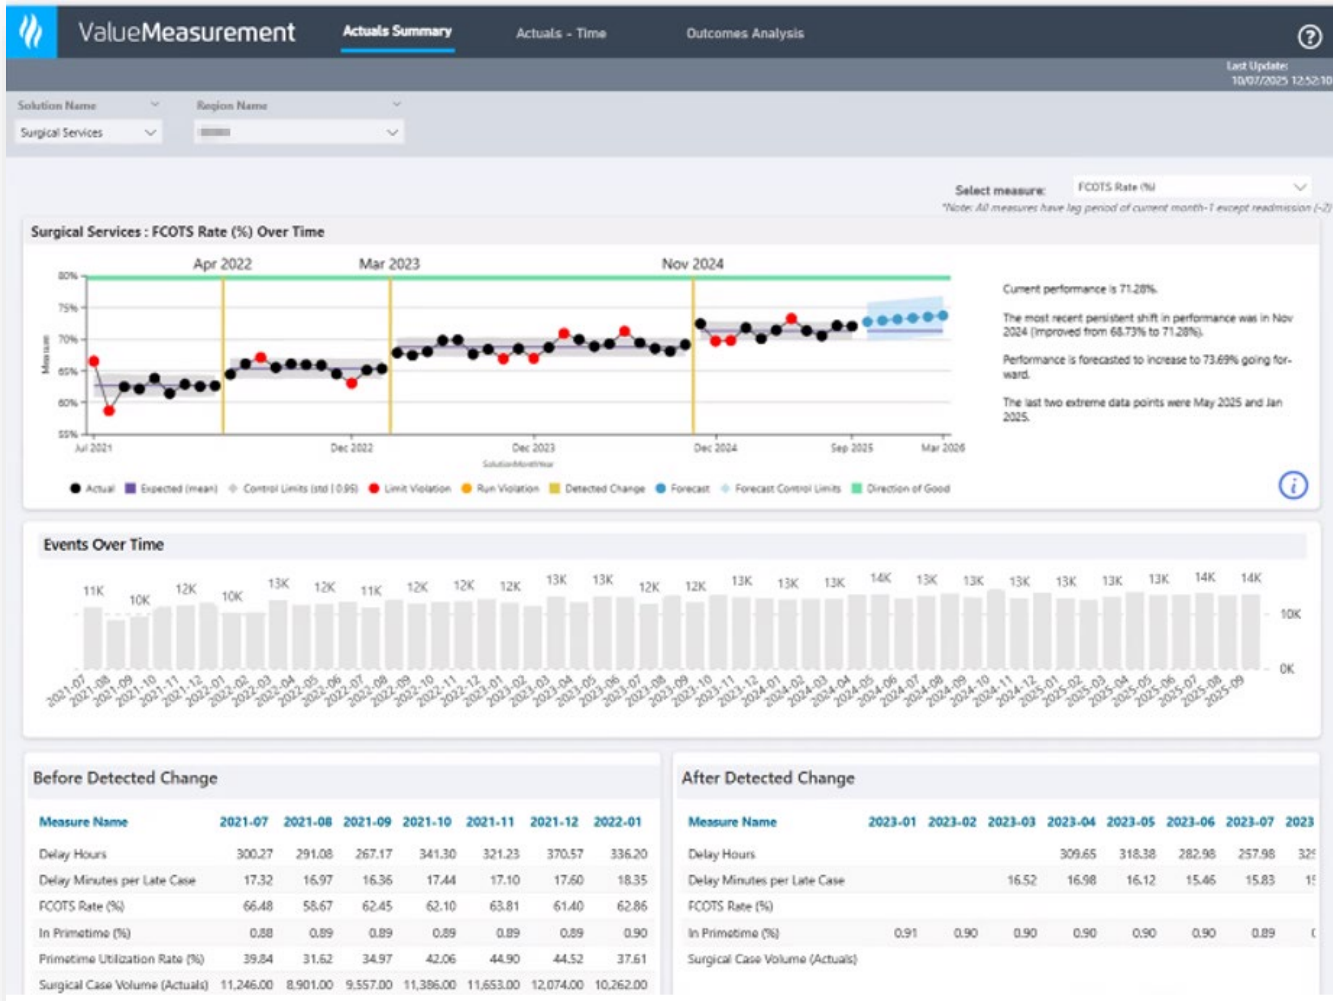 ValueMeasurement Actuals Summary Actuals - Time Outcomes Analysis ?
Last Update:
10/07/2025 12:52:10
Solution Name Region Name
Surgical Services
Select measure: FCOTS Rate (%)
*Note: All measures have lag period of current month-1 except readmission (-2)
Surgical Services : FCOTS Rate (%) Over Time
Apr 2022 Mar 2023 Nov 2024
80%
75%
70%
65%
60%
55%
Measure
Jul 2021 Dec 2022 Dec 2023 Dec 2024 Sep 2025 Mar 2026
SolutionMonthYear
Actual Expected (mean) Control Limits (std | 0.95) Limit Violation Run Violation Detected Change Forecast Forecast Control Limits Direction of Good
Current performance is 71.28%.
The most recent persistent shift in performance was in Nov
2024 (improved from 68.73% to 71.28%).
Performance is forecasted to increase to 73.69% going for-
ward.
The last two extreme data points were May 2025 and Jan
2025.
i
Events Over Time
11K 10K 12K 10K 13K 12K 11K 12K 12K 12K 13K 13K 12K 12K 13K 13K 13K 14K 13K 13K 13K 13K 13K 13K 14K 14K
10K
0K
2021-07 2021-08 2021-09 2021-10 2021-11 2021-12 2022-01 2022-02 2022-03 2022-04 2022-05 2022-06 2022-07 2022-08 2022-09 2022-10 2022-11 2022-12 2023-01 2023-02 2023-03 2023-04 2023-05 2023-06 2023-07 2023-08 2023-09 2023-10 2023-11 2023-12 2024-01 2024-02 2024-03 2024-04 2024-05 2024-06 2024-07 2024-08 2024-09 2024-10 2024-11 2024-12 2025-01 2025-02 2025-03 2025-04 2025-05 2025-06 2025-07 2025-08 2025-09
Before Detected Change
Measure Name 2021-07 2021-08 2021-09 2021-10 2021-11 2021-12 2022-01
Delay Hours 300.27 291.08 267.17 341.30 321.23 370.57 336.20
Delay Minutes per Late Case 17.32 16.97 16.36 17.44 17.10 17.60 18.35
FCOTS Rate (%) 66.48 58.67 62.45 62.10 63.81 61.40 62.86
In Primetime (%) 0.88 0.89 0.89 0.89 0.89 0.89 0.90
Primetime Utilization Rate (%) 39.84 31.62 34.97 42.06 44.90 44.52 37.61
Surgical Case Volume (Actuals) 11,246.00 8,901.00 9,557.00 11,386.00 11,653.00 12,074.00 10,262.00
After Detected Change
Measure Name 2023-01 2023-02 2023-03 2023-04 2023-05 2023-06 2023-07 2023
Delay Hours 309.65 318.38 282.98 257.98 325
Delay Minutes per Late Case 16.52 16.98 16.12 15.46 15.83 15
FCOTS Rate (%)
In Primetime (%) 0.91 0.90 0.90 0.90 0.90 0.90 0.89
Surgical Case Volume (Actuals)